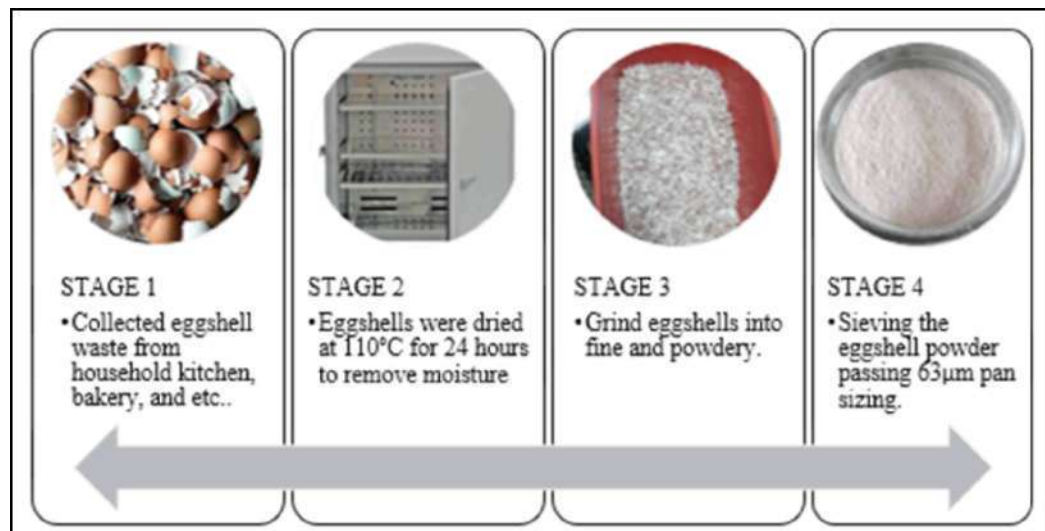 STAGE 1
•Collected eggshell
waste from
household kitchen,
bakery, and etc..
STAGE 2
•Eggshells were dried
at 110°C for 24 hours
to remove moisture
STAGE 3
•Grind eggshells into
fine and powdery.
STAGE 4
•Sieving the
eggshell powder
passing 63µm pan
sizing.